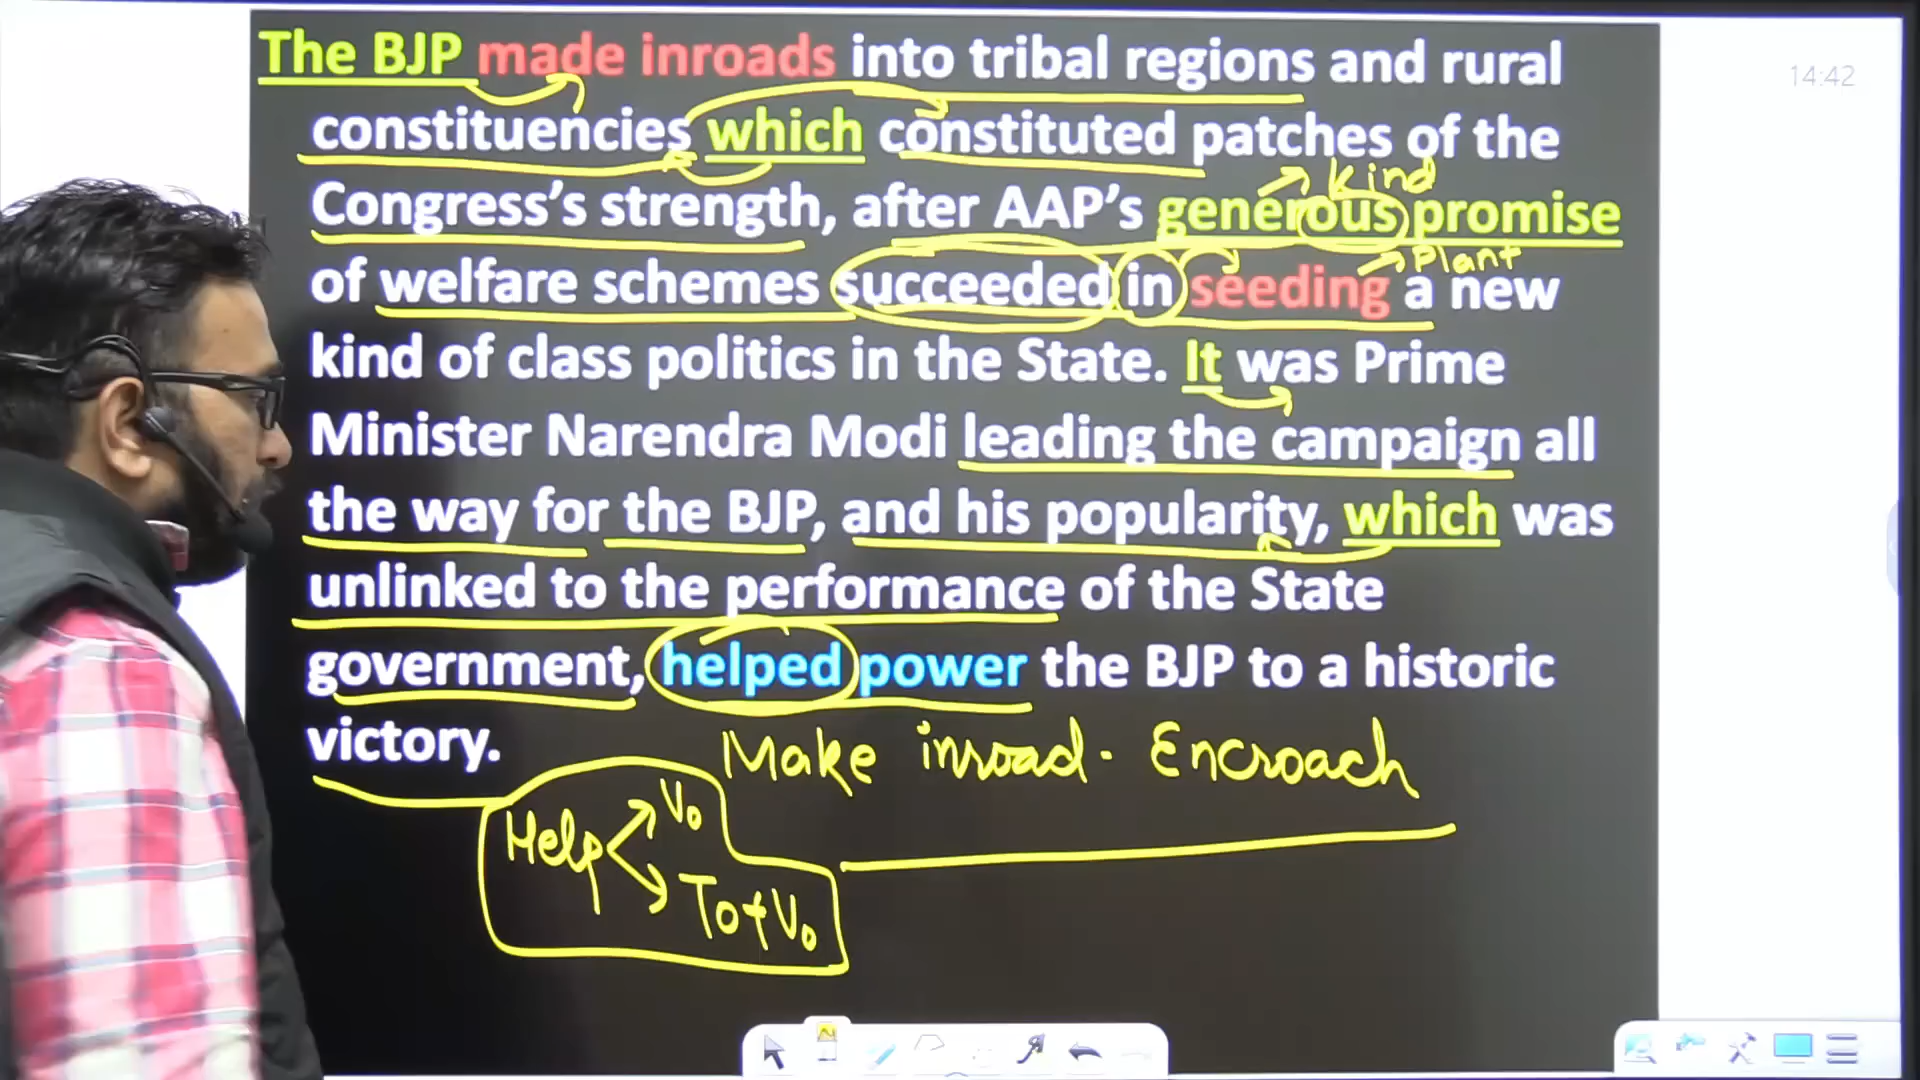 The BJP made inroads into tribal regions and rural
14:42
constituencies which constituted patches of the
Kind
Congress’s strength, after AAP’s generous promise
Plant
of welfare schemes succeeded in seeding a new
kind of class politics in the State. It was Prime
Minister Narendra Modi leading the campaign all
the way for the BJP, and his popularity, which was
unlinked to the performance of the State
government, helped power the BJP to a historic
victory.
Make inroad. Encroach
Help
V₀
To+V₀